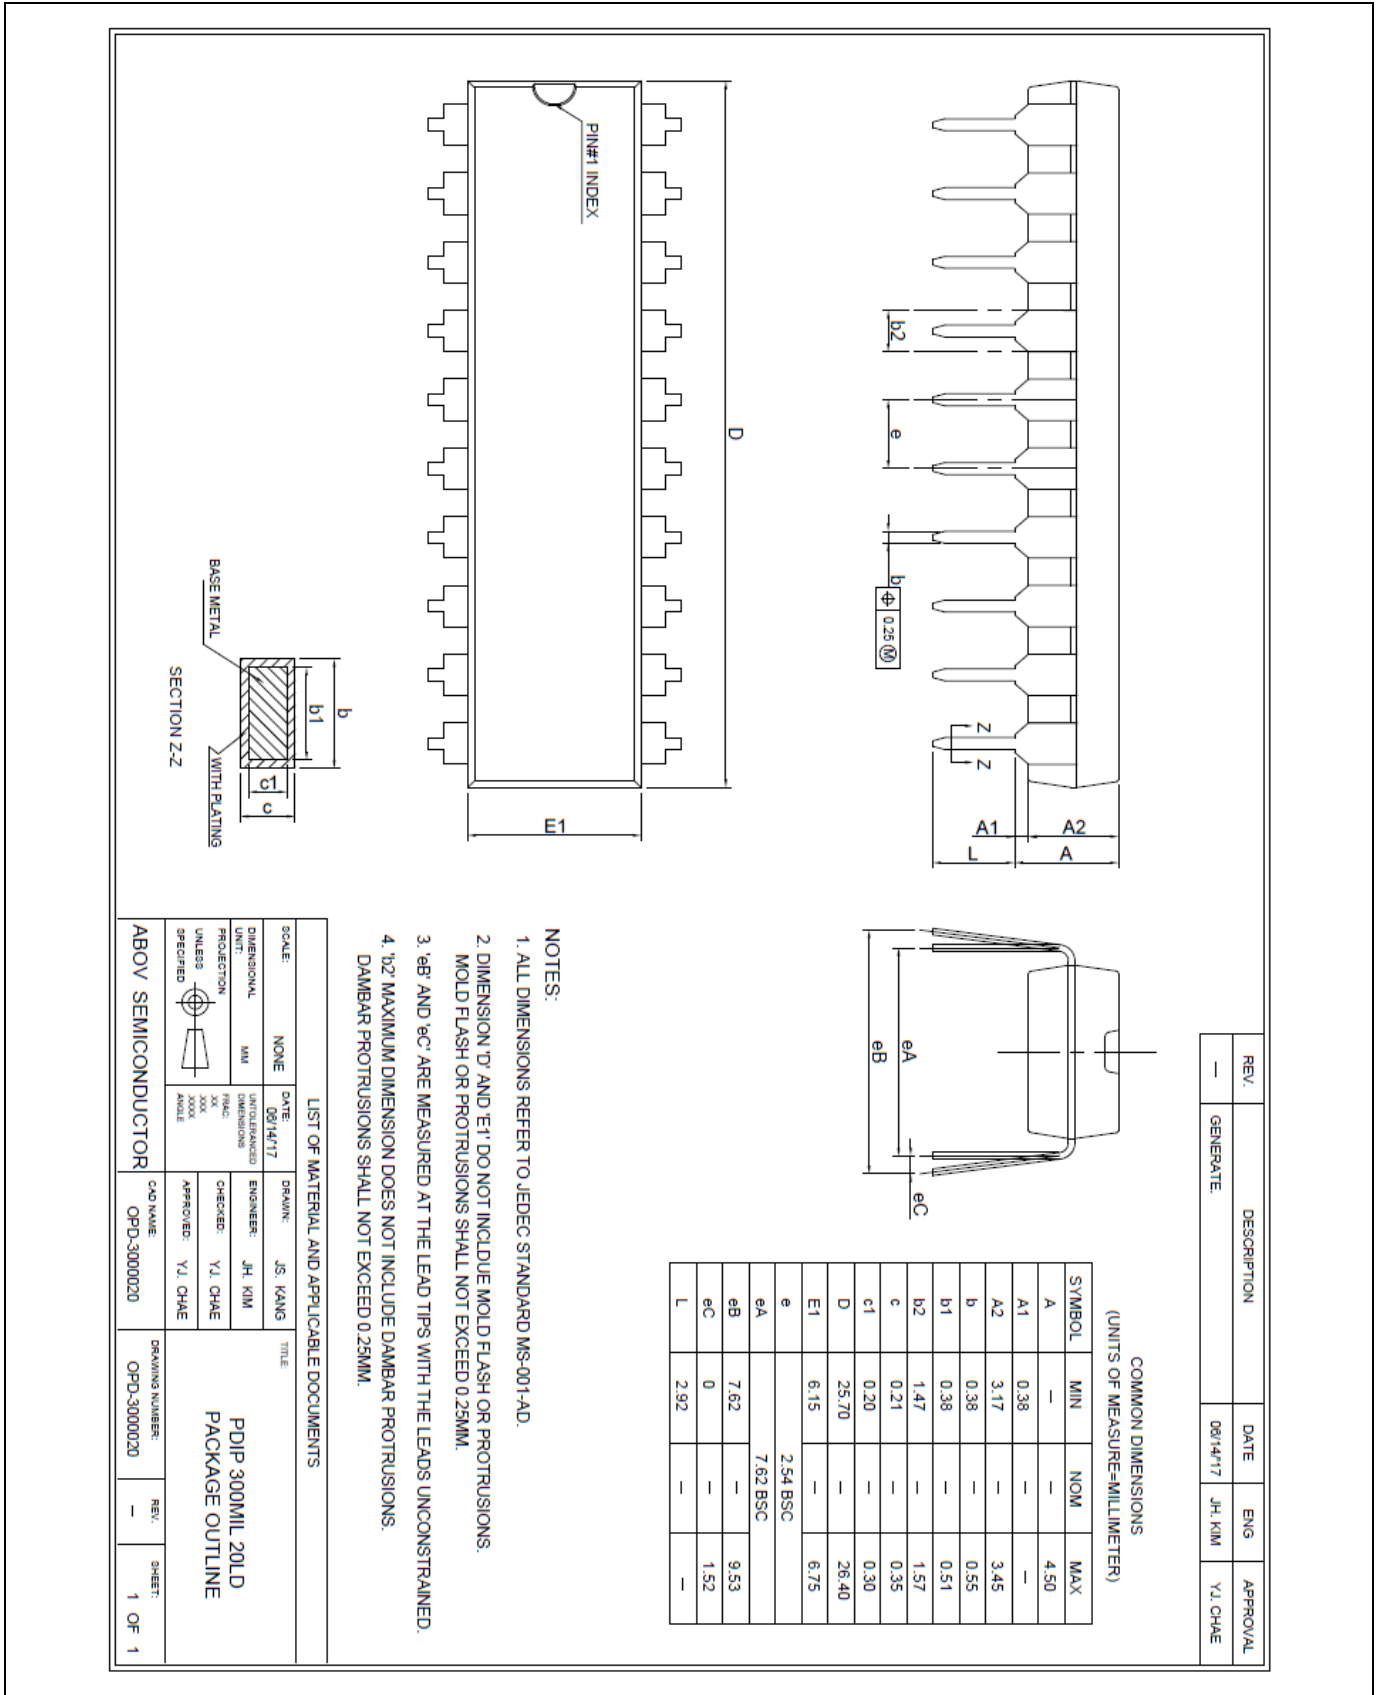 REV. DESCRIPTION DATE ENG APPROVAL
— GENERATE. 06/14/'17 JH. KIM YJ. CHAE
A2
A
A1
L
Z Z
b2
e
b
0.25 Ⓜ
eA
eB
eC
COMMON DIMENSIONS
(UNITS OF MEASURE=MILLIMETER)
SYMBOL MIN NOM MAX
A — — 4.50
A1 0.38 — —
A2 3.17 — 3.45
b 0.38 — 0.55
b1 0.38 — 0.51
b2 1.47 — 1.57
c 0.21 — 0.35
c1 0.20 — 0.30
D 25.70 — 26.40
E1 6.15 — 6.75
e 2.54 BSC
eA 7.62 BSC
eB 7.62 — 9.53
eC 0 — 1.52
L 2.92 — —
D
PIN#1 INDEX
E1
NOTES:
1. ALL DIMENSIONS REFER TO JEDEC STANDARD MS-001-AD.
2. DIMENSION 'D' AND 'E1' DO NOT INCLDUE MOLD FLASH OR PROTRUSIONS.
MOLD FLASH OR PROTRUSIONS SHALL NOT EXCEED 0.25MM.
3. 'eB' AND 'eC' ARE MEASURED AT THE LEAD TIPS WITH THE LEADS UNCONSTRAINED.
4. 'b2' MAXIMUM DIMENSION DOES NOT INCLUDE DAMBAR PROTRUSIONS.
DAMBAR PROTRUSIONS SHALL NOT EXCEED 0.25MM.
b
b1
c1
c
BASE METAL
WITH PLATING
SECTION Z-Z
LIST OF MATERIAL AND APPLICABLE DOCUMENTS
SCALE: NONE
DATE: 06/14/'17
DRAWN: JS. KANG
TITLE:
PDIP 300MIL 20LD
PACKAGE OUTLINE
DIMENSIONAL
UNIT: MM
UNTOLERANCED
DIMENSIONS
FRAC:
XX
XXX
XXXX
ANGLE
ENGINEER: JH. KIM
PROJECTION
UNLESS
SPECIFIED
CHECKED: YJ. CHAE
APPROVED: YJ. CHAE
ABOV SEMICONDUCTOR
CAD NAME:
OPD-3000020
DRAWING NUMBER:
OPD-3000020
REV.
—
SHEET:
1 OF 1